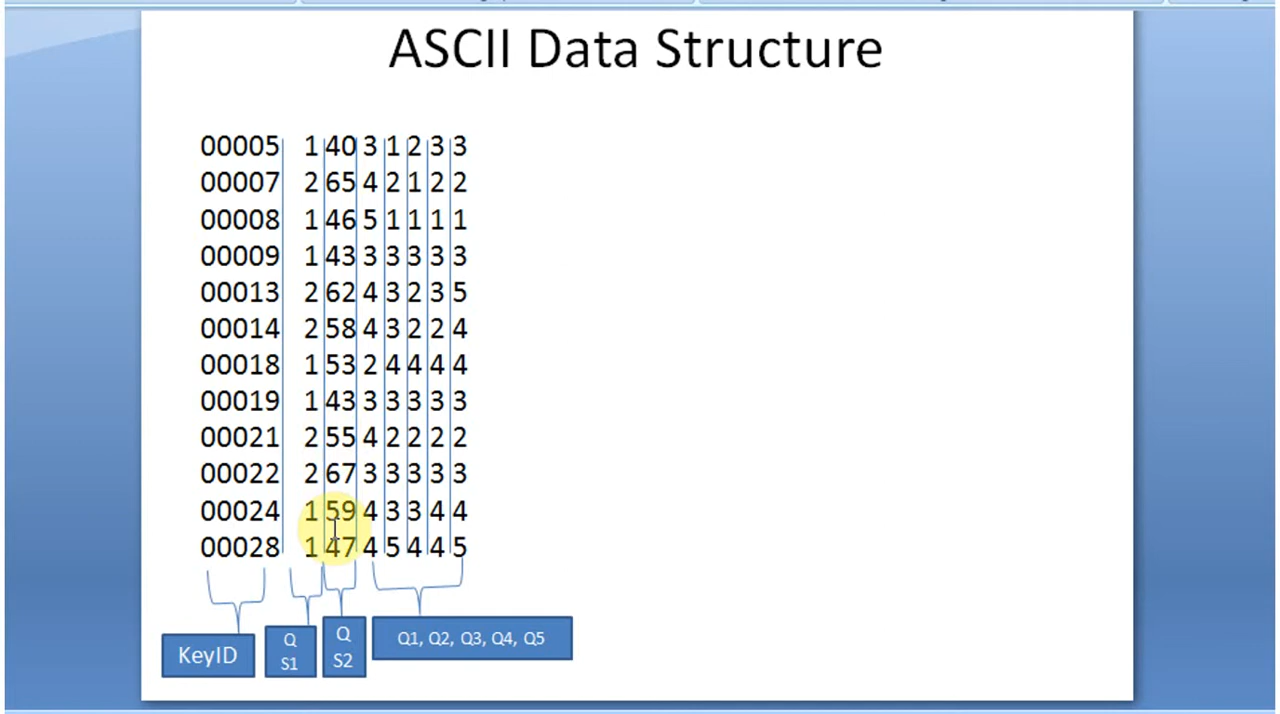 ASCII Data Structure
00005 1 40 3 1 2 3 3
00007 2 65 4 2 1 2 2
00008 1 46 5 1 1 1 1
00009 1 43 3 3 3 3 3
00013 2 62 4 3 2 3 5
00014 2 58 4 3 2 2 4
00018 1 53 2 4 4 4 4
00019 1 43 3 3 3 3 3
00021 2 55 4 2 2 2 2
00022 2 67 3 3 3 3 3
00024 1 59 4 3 3 4 4
00028 1 47 4 5 4 4 5
KeyID
Q
S1
Q
S2
Q1, Q2, Q3, Q4, Q5